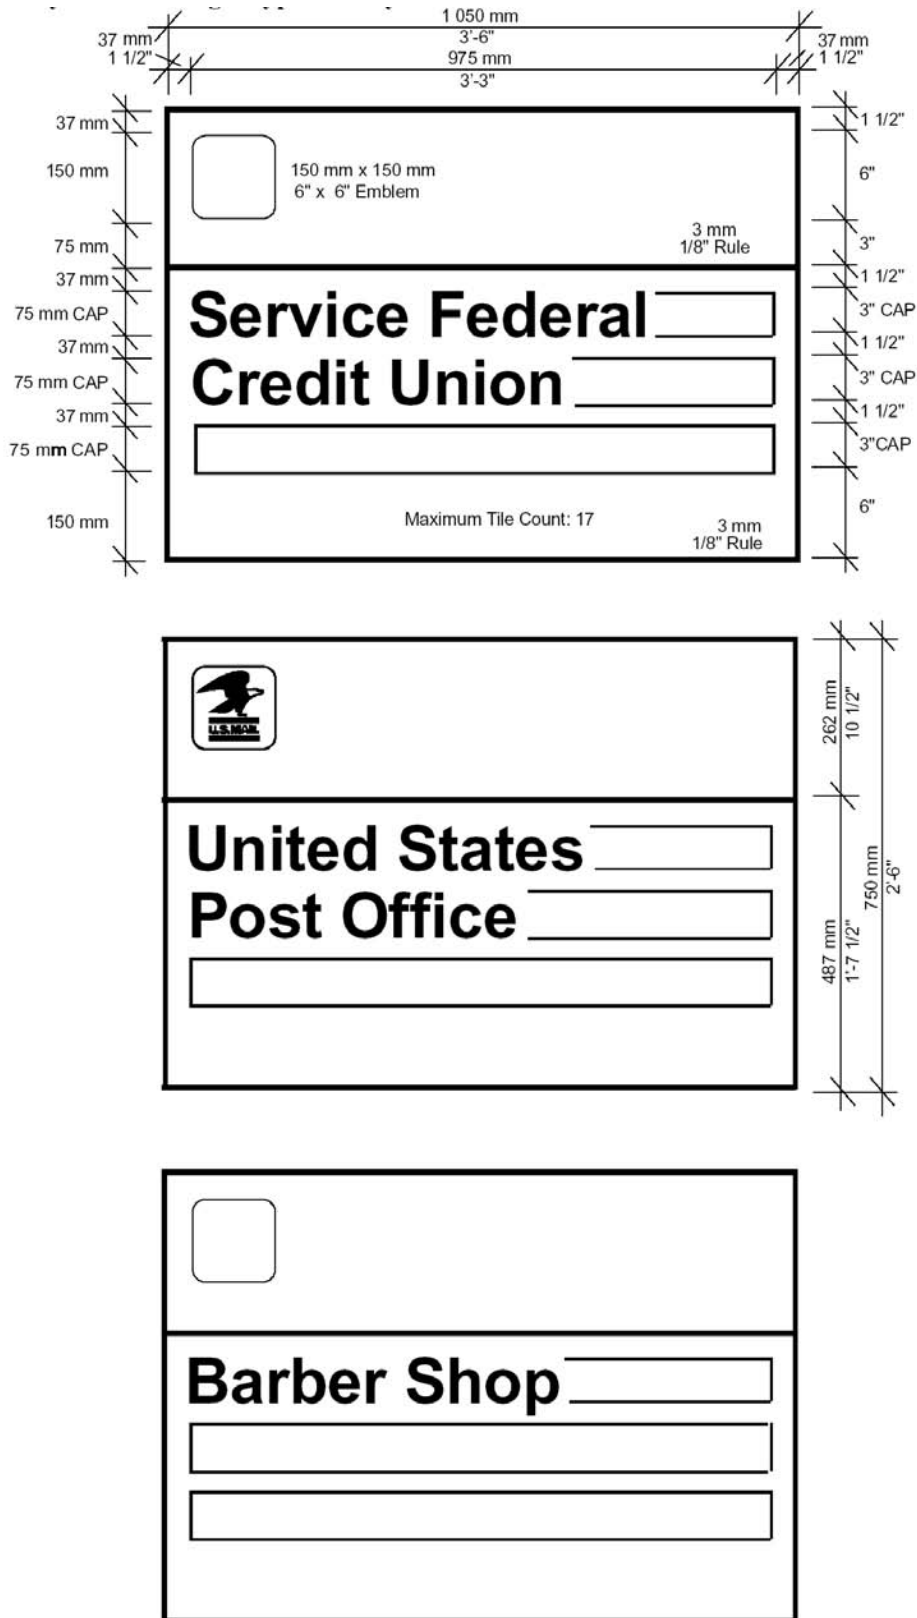 1 050 mm
3'-6"
37 mm
1 1/2"
975 mm
3'-3"
37 mm
1 1/2"
37 mm
1 1/2"
150 mm
6"
150 mm x 150 mm
6" x 6" Emblem
75 mm
3"
3 mm
1/8" Rule
37 mm
1 1/2"
75 mm CAP
Service Federal
3" CAP
37 mm
1 1/2"
75 mm CAP
Credit Union
3" CAP
37 mm
1 1/2"
75 mm CAP
3"CAP
150 mm
6"
Maximum Tile Count: 17
3 mm
1/8" Rule
U.S.MAIL
262 mm
10 1/2"
United States
Post Office
750 mm
2'-6"
487 mm
1'-7 1/2"
Barber Shop